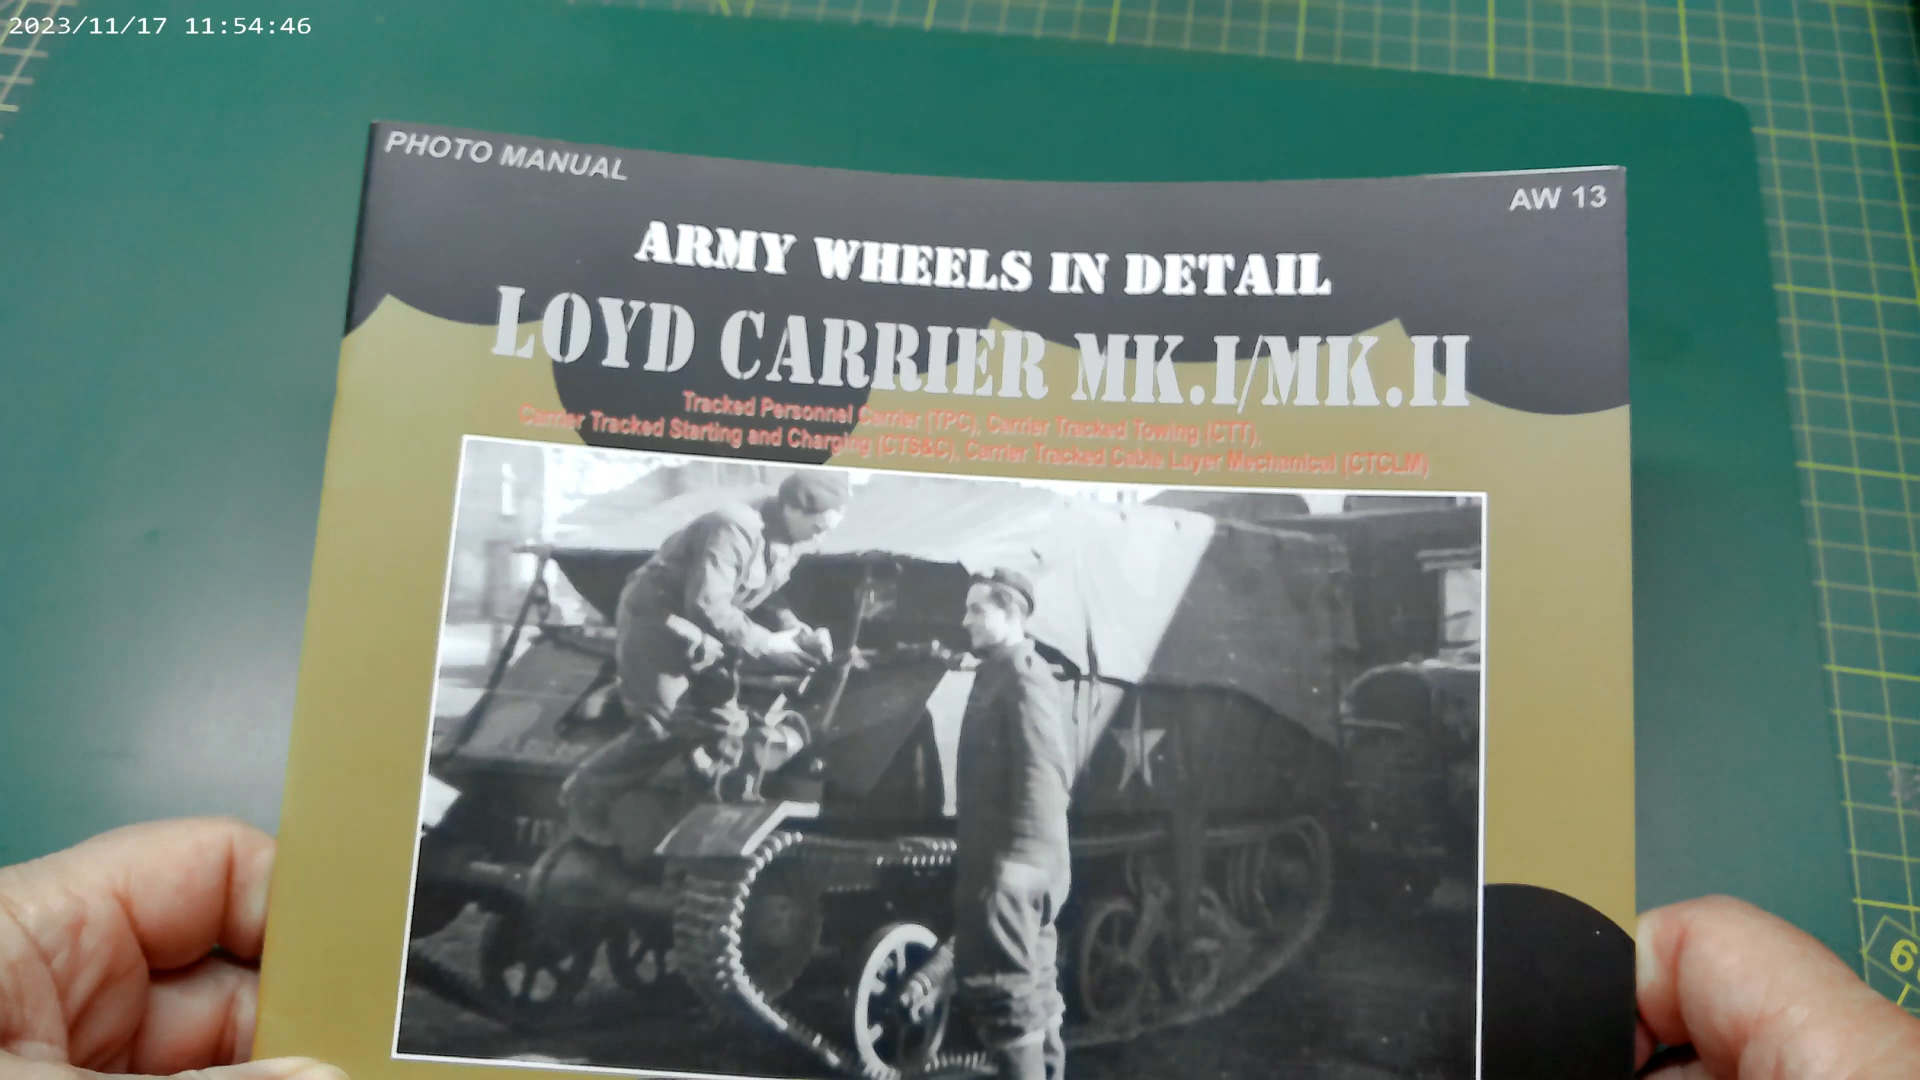 2023/11/17 11:54:46
PHOTO MANUAL
AW 13
ARMY WHEELS IN DETAIL
LOYD CARRIER MK.I/MK.II
Tracked Personnel Carrier (TPC), Carrier Tracked Towing (CTT),
Carrier Tracked Starting and Charging (CTS&C), Carrier Tracked Cable Layer Mechanical (CTCLM)